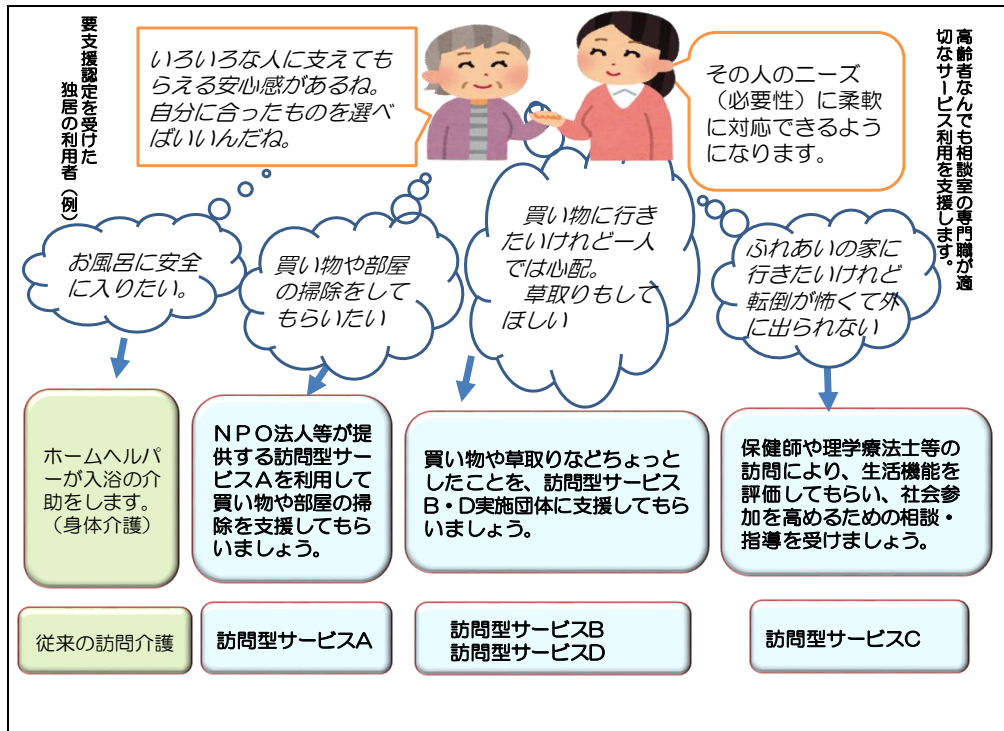 要支援認定を受けた
独居の利用者（例）
いろいろな人に支えても
らえる安心感があるね。
自分に合ったものを選べ
ばいいんだね。
その人のニーズ
（必要性）に柔軟
に対応できるよう
になります。
高齢者なんでも相談室の専門職が適
切なサービス利用を支援します。
お風呂に安全
に入りたい。
買い物や部屋
の掃除をして
もらいたい
買い物に行き
たいけれど一人
では心配。
草取りもして
ほしい
ふれあいの家に
行きたいけれど
転倒が怖くて外
に出られない
ホームヘルパ
ーが入浴の介
助をします。
（身体介護）
ＮＰＯ法人等が提
供する訪問型サー
ビスＡを利用して
買い物や部屋の掃
除を支援してもら
いましょう。
買い物や草取りなどちょっと
したことを、訪問型サービス
Ｂ・Ｄ実施団体に支援してもら
いましょう。
保健師や理学療法士等の
訪問により、生活機能を
評価してもらい、社会参
加を高めるための相談・
指導を受けましょう。
従来の訪問介護
訪問型サービスＡ
訪問型サービスＢ
訪問型サービスＤ
訪問型サービスＣ